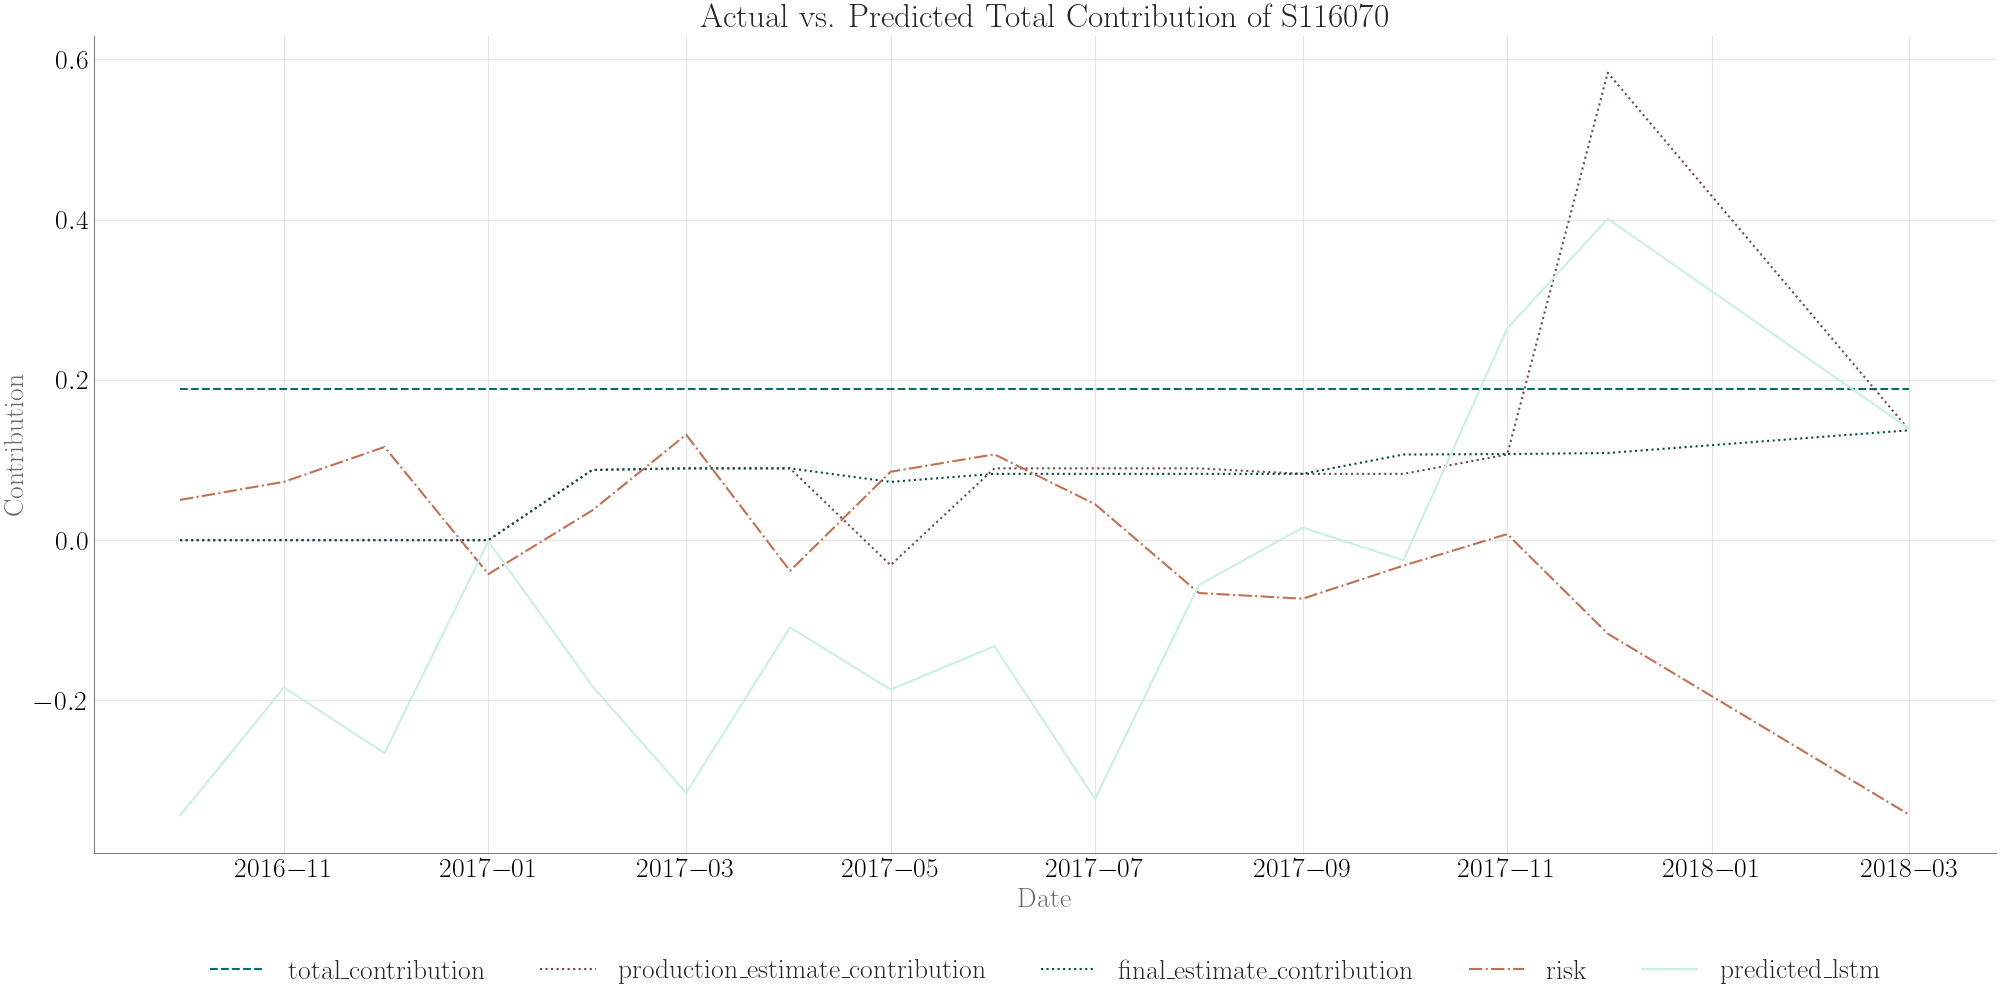 Actual vs. Predicted Total Contribution of S116070
0.6
0.4
0.2
0.0
−0.2
Contribution
2016−11 2017−01 2017−03 2017−05 2017−07 2017−09 2017−11 2018−01 2018−03
Date
total_contribution production_estimate_contribution final_estimate_contribution risk predicted_lstm